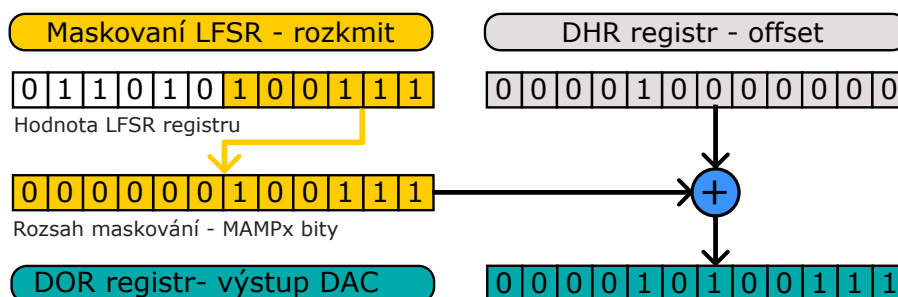 Maskovaní LFSR - rozkmit
DHR registr - offset
0 1 1 0 1 0 1 0 0 1 1 1
0 0 0 0 1 0 0 0 0 0 0 0
Hodnota LFSR registru
0 0 0 0 0 0 1 0 0 1 1 1
+
Rozsah maskování - MAMPx bity
DOR registr- výstup DAC
0 0 0 0 1 0 1 0 0 1 1 1